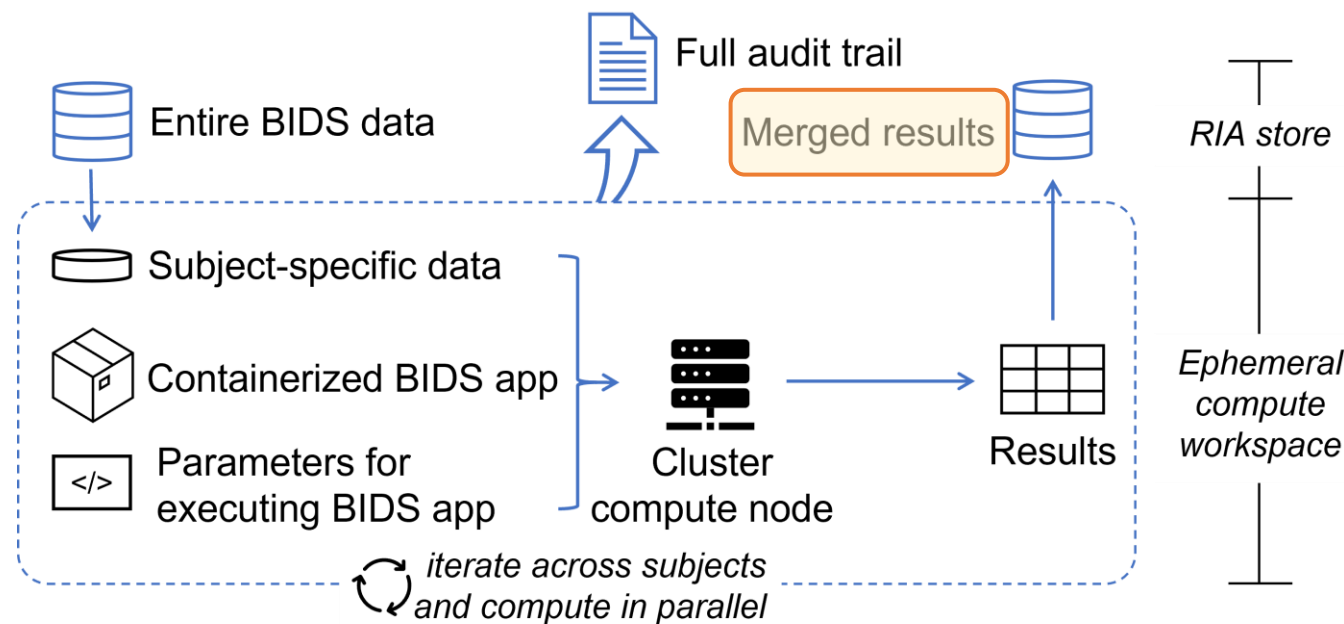 Full audit trail
Entire BIDS data
Merged results
RIA store
Subject-specific data
Containerized BIDS app
</>
Parameters for
executing BIDS app
Cluster
compute node
Results
Ephemeral
compute
workspace
iterate across subjects
and compute in parallel